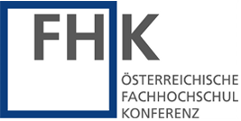 FHK
ÖSTERREICHISCHE
FACHHOCHSCHUL
KONFERENZ